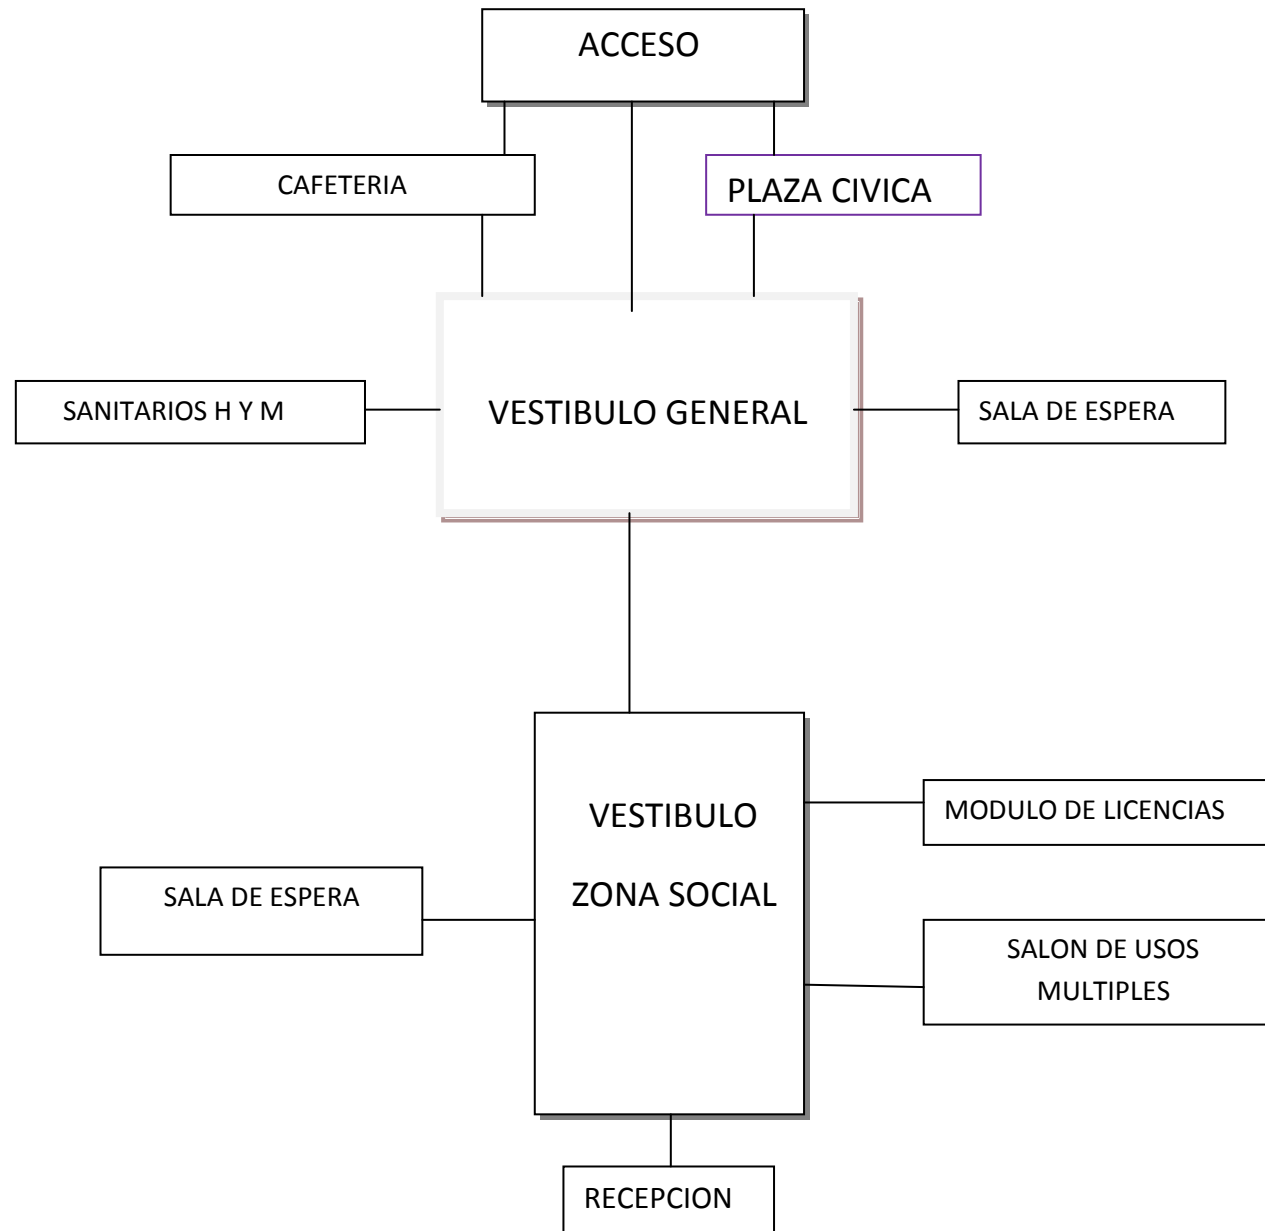 ACCESO
CAFETERIA
PLAZA CIVICA
SANITARIOS H Y M
VESTIBULO GENERAL
SALA DE ESPERA
VESTIBULO
ZONA SOCIAL
MODULO DE LICENCIAS
SALA DE ESPERA
SALON DE USOS
MULTIPLES
RECEPCION